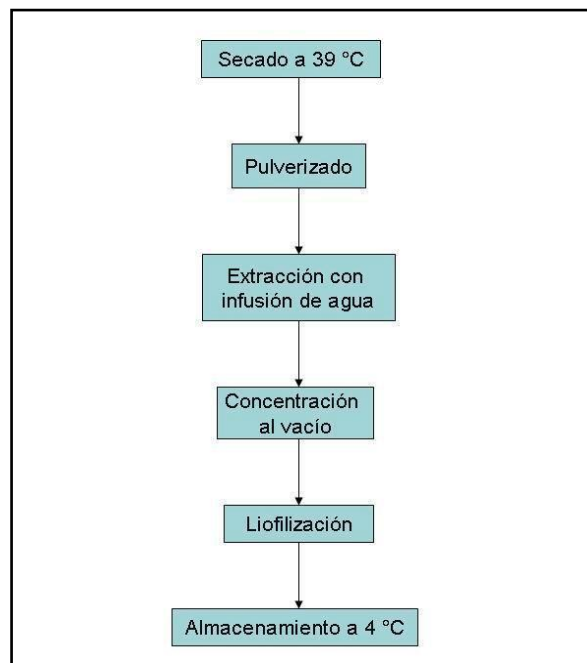 Secado a 39 °C
Pulverizado
Extracción con
infusión de agua
Concentración
al vacío
Liofilización
Almacenamiento a 4 °C